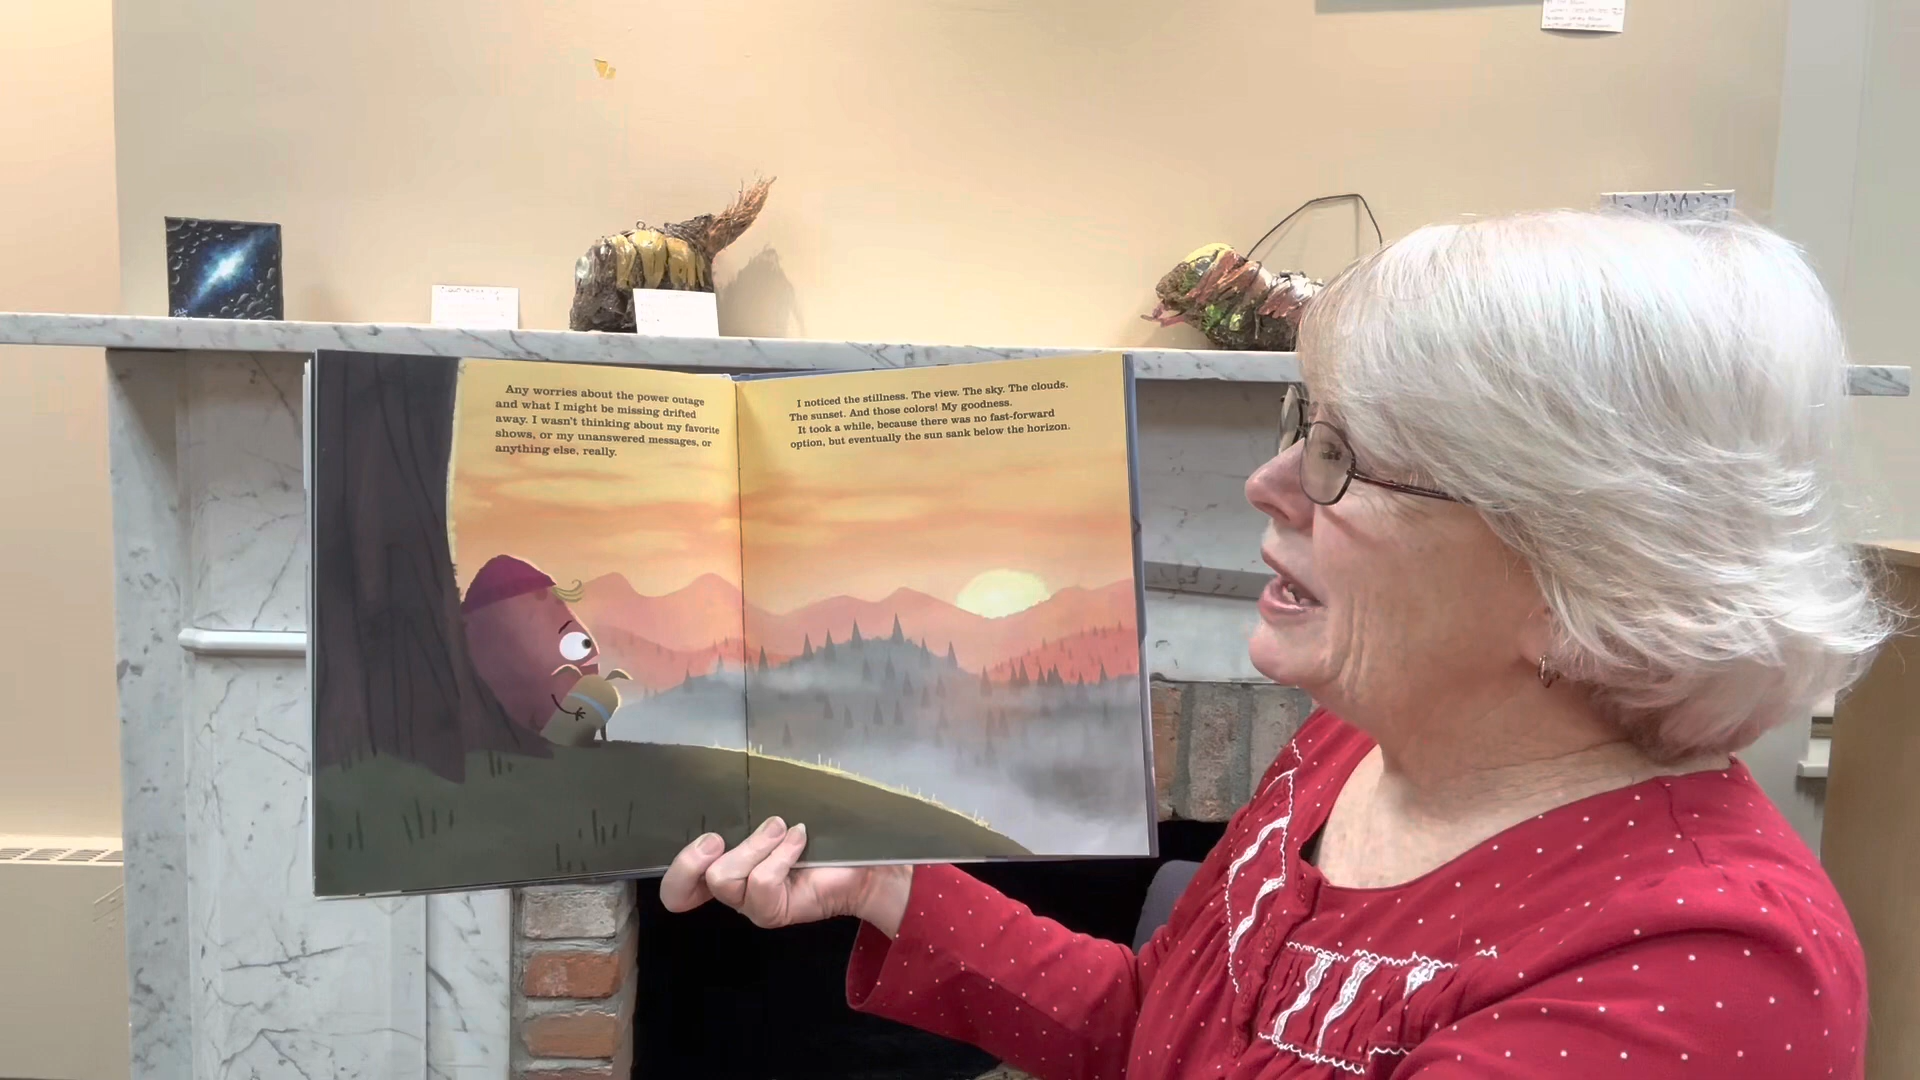 Any worries about the power outage
and what I might be missing drifted
away. I wasn't thinking about my favorite
shows, or my unanswered messages, or
anything else, really.
I noticed the stillness. The view. The sky. The clouds.
The sunset. And those colors! My goodness.
It took a while, because there was no fast-forward
option, but eventually the sun sank below the horizon.